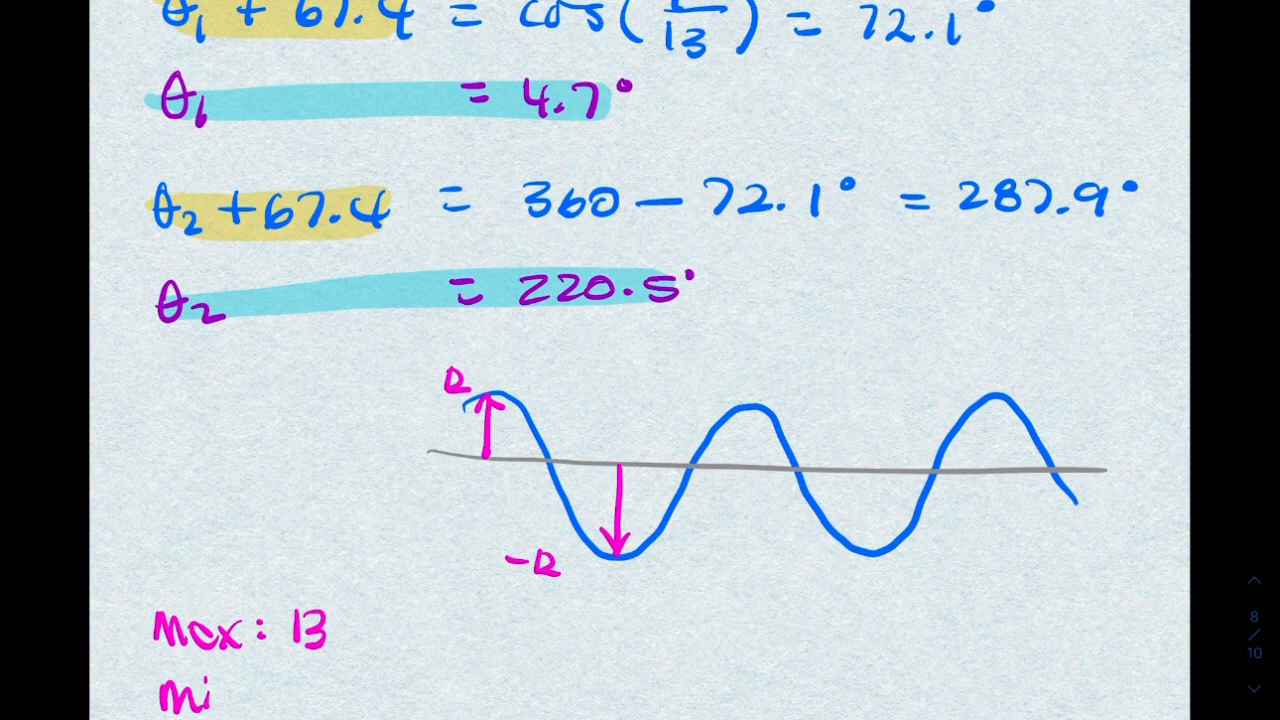 θ₁ + 67.4 = cos⁻( /13) = 72.1°
θ₁ = 4.7°
θ₂ + 67.4 = 360 − 72.1° = 287.9°
θ₂ = 220.5°
R
−R
Max: 13
Mi
8
/
10